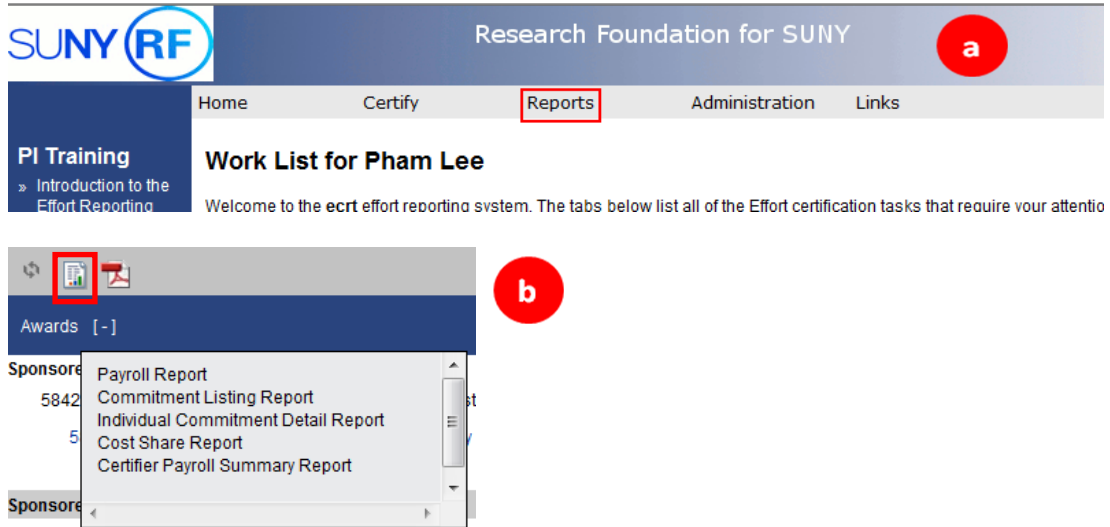 SUNY RF
Research Foundation for SUNY
a
Home Certify Reports Administration Links
PI Training
» Introduction to the
Effort Reporting
Work List for Pham Lee
Welcome to the ecrt effort reporting system. The tabs below list all of the Effort certification tasks that require your attentio
b
Awards [-]
Sponsore
5842
st
5
y
Payroll Report
Commitment Listing Report
Individual Commitment Detail Report
Cost Share Report
Certifier Payroll Summary Report
Sponsore